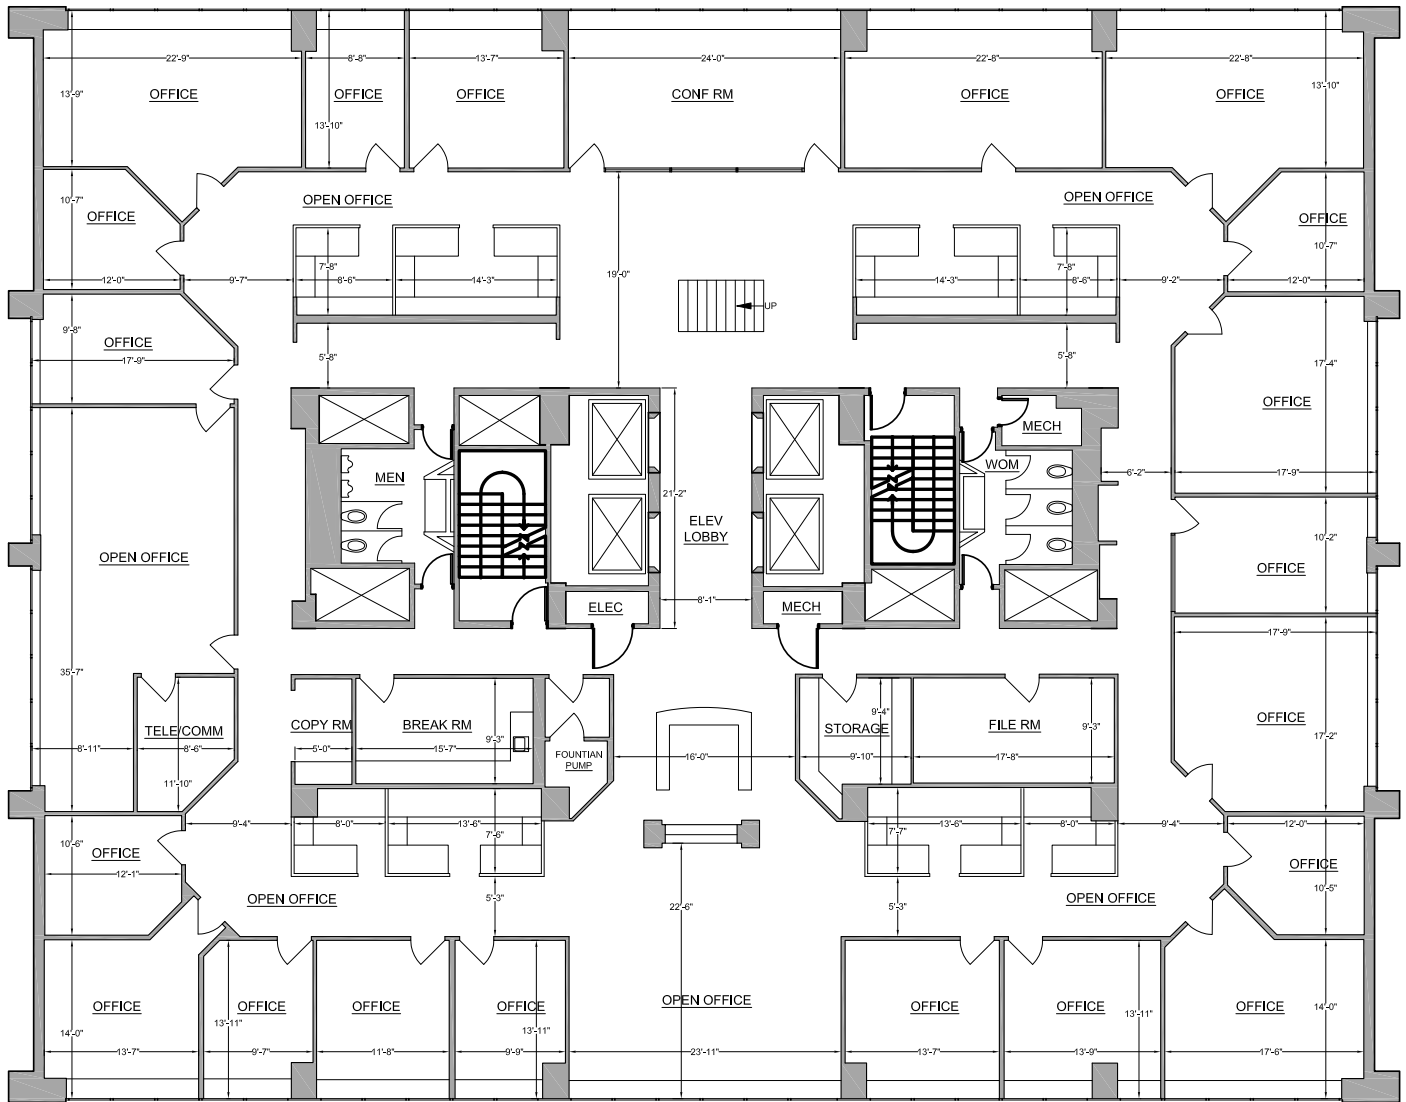 22'-9"
8'-8"
13'-7"
24'-0"
22'-8"
22'-8"
13'-9"
OFFICE
OFFICE
OFFICE
CONF RM
OFFICE
OFFICE
13'-10"
13'-10"
10'-7"
OPEN OFFICE
OPEN OFFICE
OFFICE
OFFICE
10'-7"
7'-8"
7'-8"
12'-0"
9'-7"
8'-6"
14'-3"
19'-0"
14'-3"
8'-6"
9'-2"
12'-0"
UP
9'-8"
OFFICE
17'-9"
5'-8"
5'-8"
17'-4"
OFFICE
MECH
MEN
WOM
6'-2"
17'-9"
21'-2"
ELEV
LOBBY
OPEN OFFICE
10'-2"
OFFICE
8'-1"
ELEC
MECH
17'-9"
35'-7"
TELE/COMM
COPY RM
BREAK RM
9'-4"
STORAGE
FILE RM
9'-3"
OFFICE
8'-11"
8'-6"
5'-0"
15'-7"
9'-3"
FOUNTIAN
PUMP
16'-0"
9'-10"
17'-8"
17'-2"
11'-10"
9'-4"
8'-0"
13'-6"
7'-6"
13'-6"
7'-7"
8'-0"
9'-4"
12'-0"
10'-6"
OFFICE
12'-1"
OFFICE
10'-5"
OPEN OFFICE
5'-3"
22'-6"
5'-3"
OPEN OFFICE
OFFICE
OFFICE
OFFICE
OFFICE
OPEN OFFICE
OFFICE
OFFICE
OFFICE
14'-0"
13'-11"
13'-11"
13'-11"
14'-0"
13'-7"
9'-7"
11'-8"
9'-9"
23'-11"
13'-7"
13'-9"
17'-6"